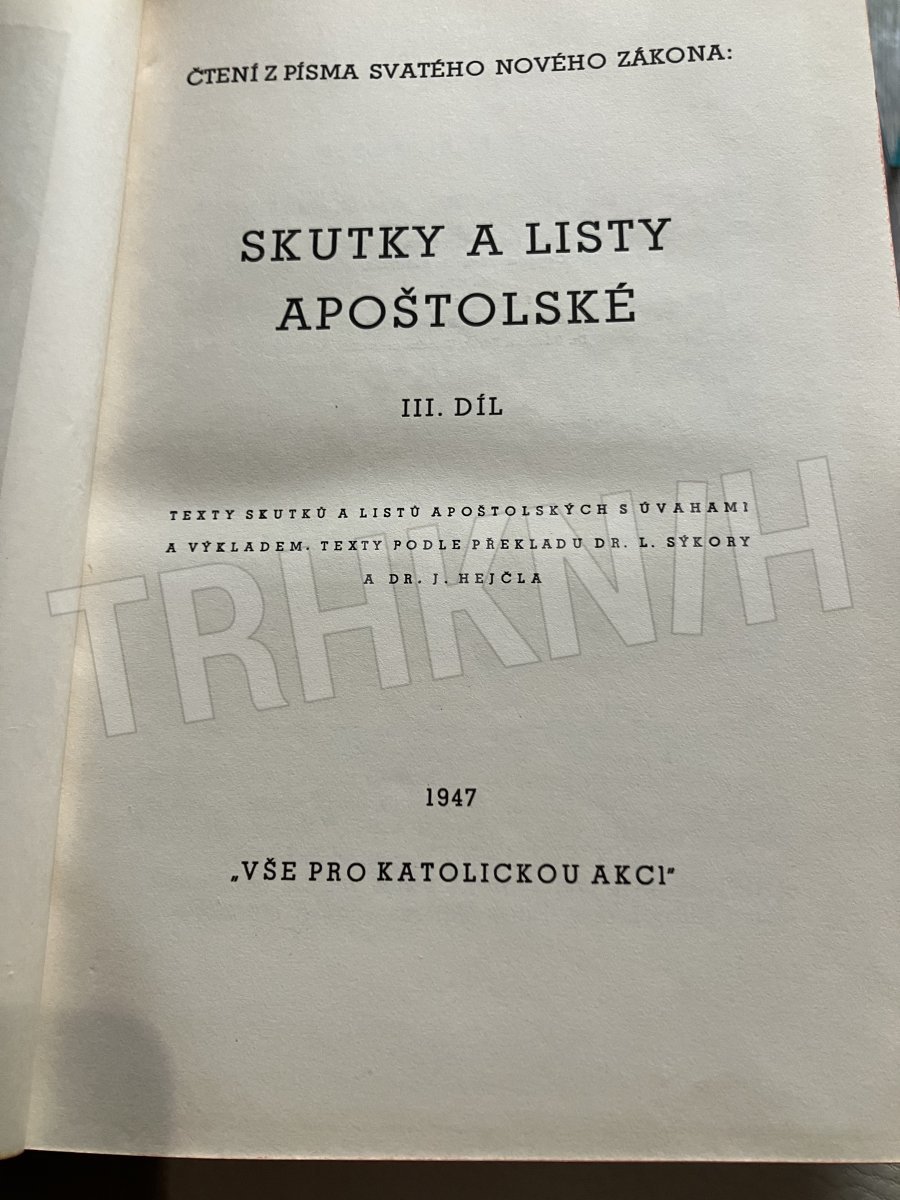 ČTENÍ Z PÍSMA SVATÉHO NOVÉHO ZÁKONA:
SKUTKY A LISTY
APOŠTOLSKÉ
III. DÍL
TEXTY SKUTKŮ A LISTŮ APOŠTOLSKÝCH S ÚVAHAMI
A VÝKLADEM. TEXTY PODLE PŘEKLADU DR. L. SÝKORY
A DR. J. HEJČLA
TRHKNIH
1947
„VŠE PRO KATOLICKOU AKCI"